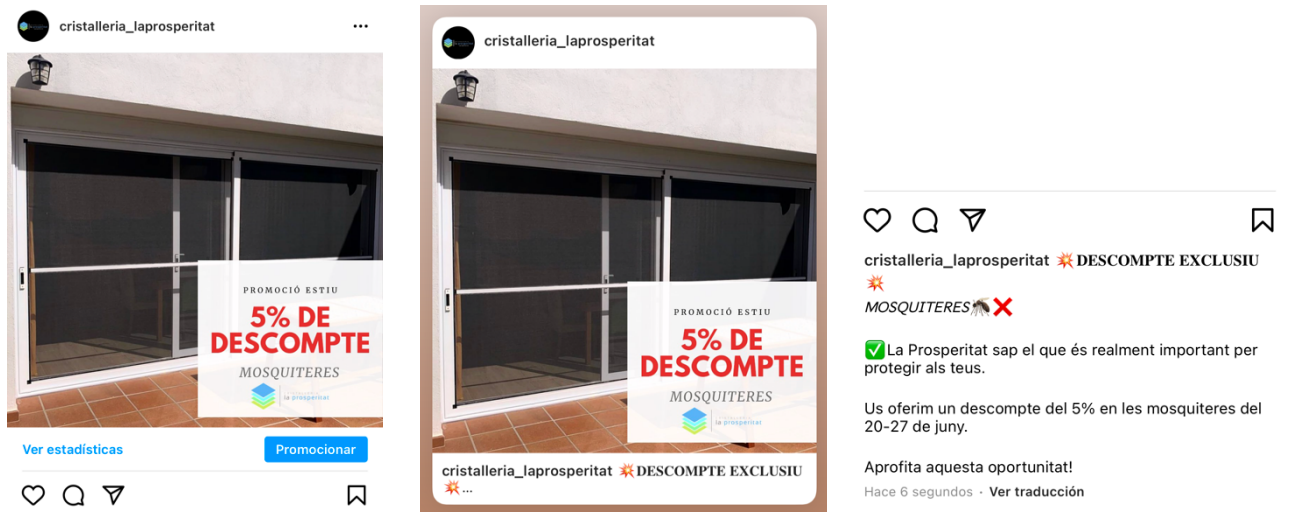 cristalleria_laprosperitat
PROMOCIÓ ESTIU
5% DE
DESCOMPTE
MOSQUITERES
la prosperitat
Ver estadísticas
Promocionar
cristalleria_laprosperitat
PROMOCIÓ ESTIU
5% DE
DESCOMPTE
MOSQUITERES
la prosperitat
cristalleria_laprosperitat 💥DESCOMPTE EXCLUSIU
💥...
cristalleria_laprosperitat 💥DESCOMPTE EXCLUSIU
💥
MOSQUITERES🦟❌
✅La Prosperitat sap el que és realment important per
protegir als teus.
Us oferim un descompte del 5% en les mosquiteres del
20-27 de juny.
Aprofita aquesta oportunitat!
Hace 6 segundos · Ver traducción